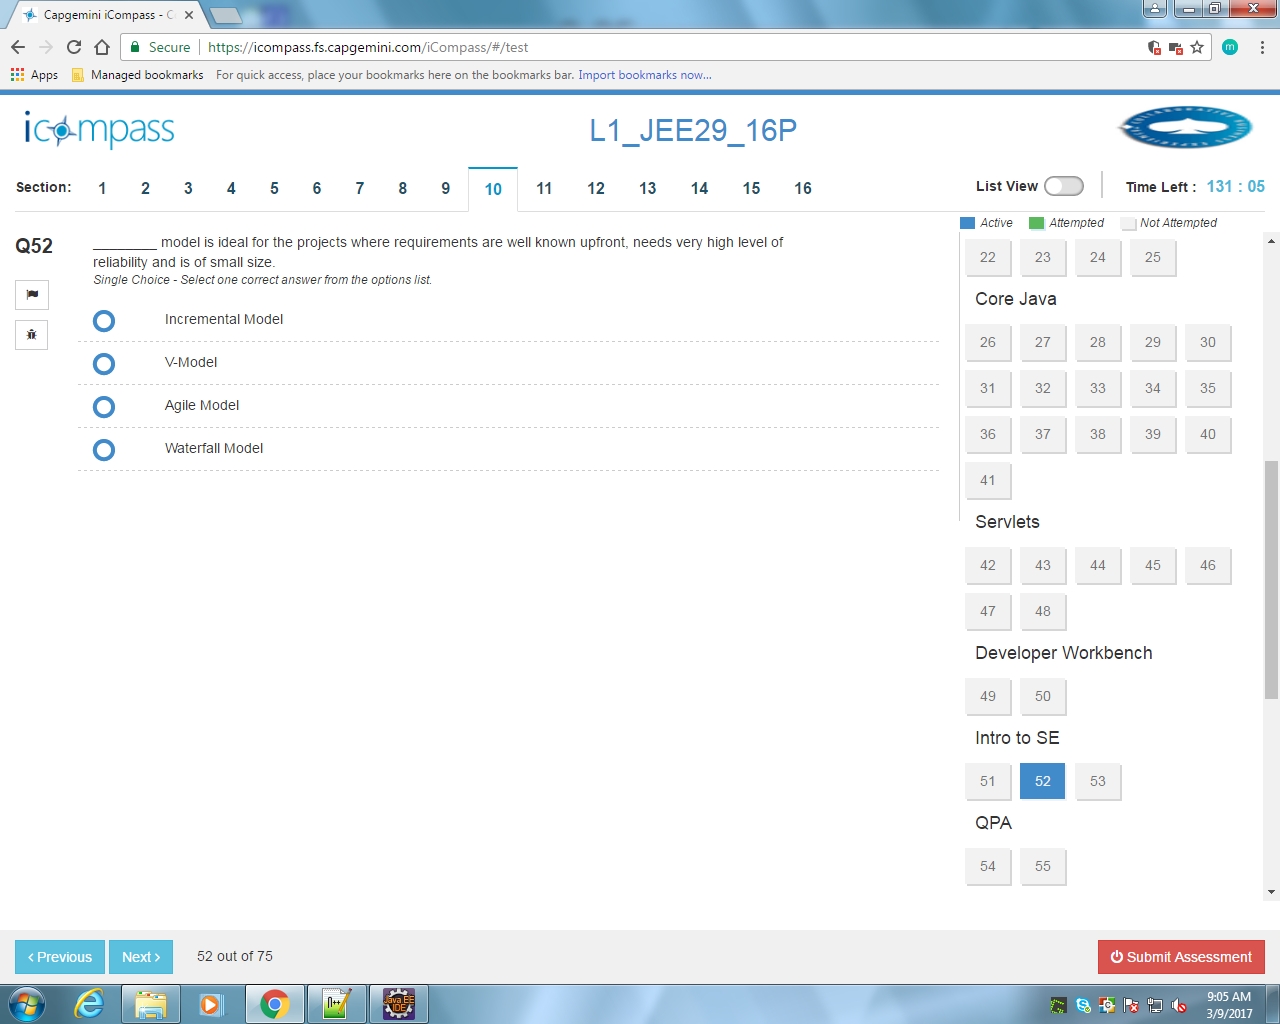 Capgemini iCompass - C
Secure
https://icompass.fs.capgemini.com/iCompass/#/test
m
Apps
Managed bookmarks
For quick access, place your bookmarks here on the bookmarks bar. Import bookmarks now...
icompass
L1_JEE29_16P
Section: 1 2 3 4 5 6 7 8 9 10 11 12 13 14 15 16
List View
Time Left : 131 : 05
Active Attempted Not Attempted
Q52
________ model is ideal for the projects where requirements are well known upfront, needs very high level of
reliability and is of small size.
Single Choice - Select one correct answer from the options list.
Incremental Model
V-Model
Agile Model
Waterfall Model
22 23 24 25
Core Java
26 27 28 29 30
31 32 33 34 35
36 37 38 39 40
41
Servlets
42 43 44 45 46
47 48
Developer Workbench
49 50
Intro to SE
51 52 53
QPA
54 55
Previous
Next
52 out of 75
Submit Assessment
Java EE
IDE
9:05 AM
3/9/2017